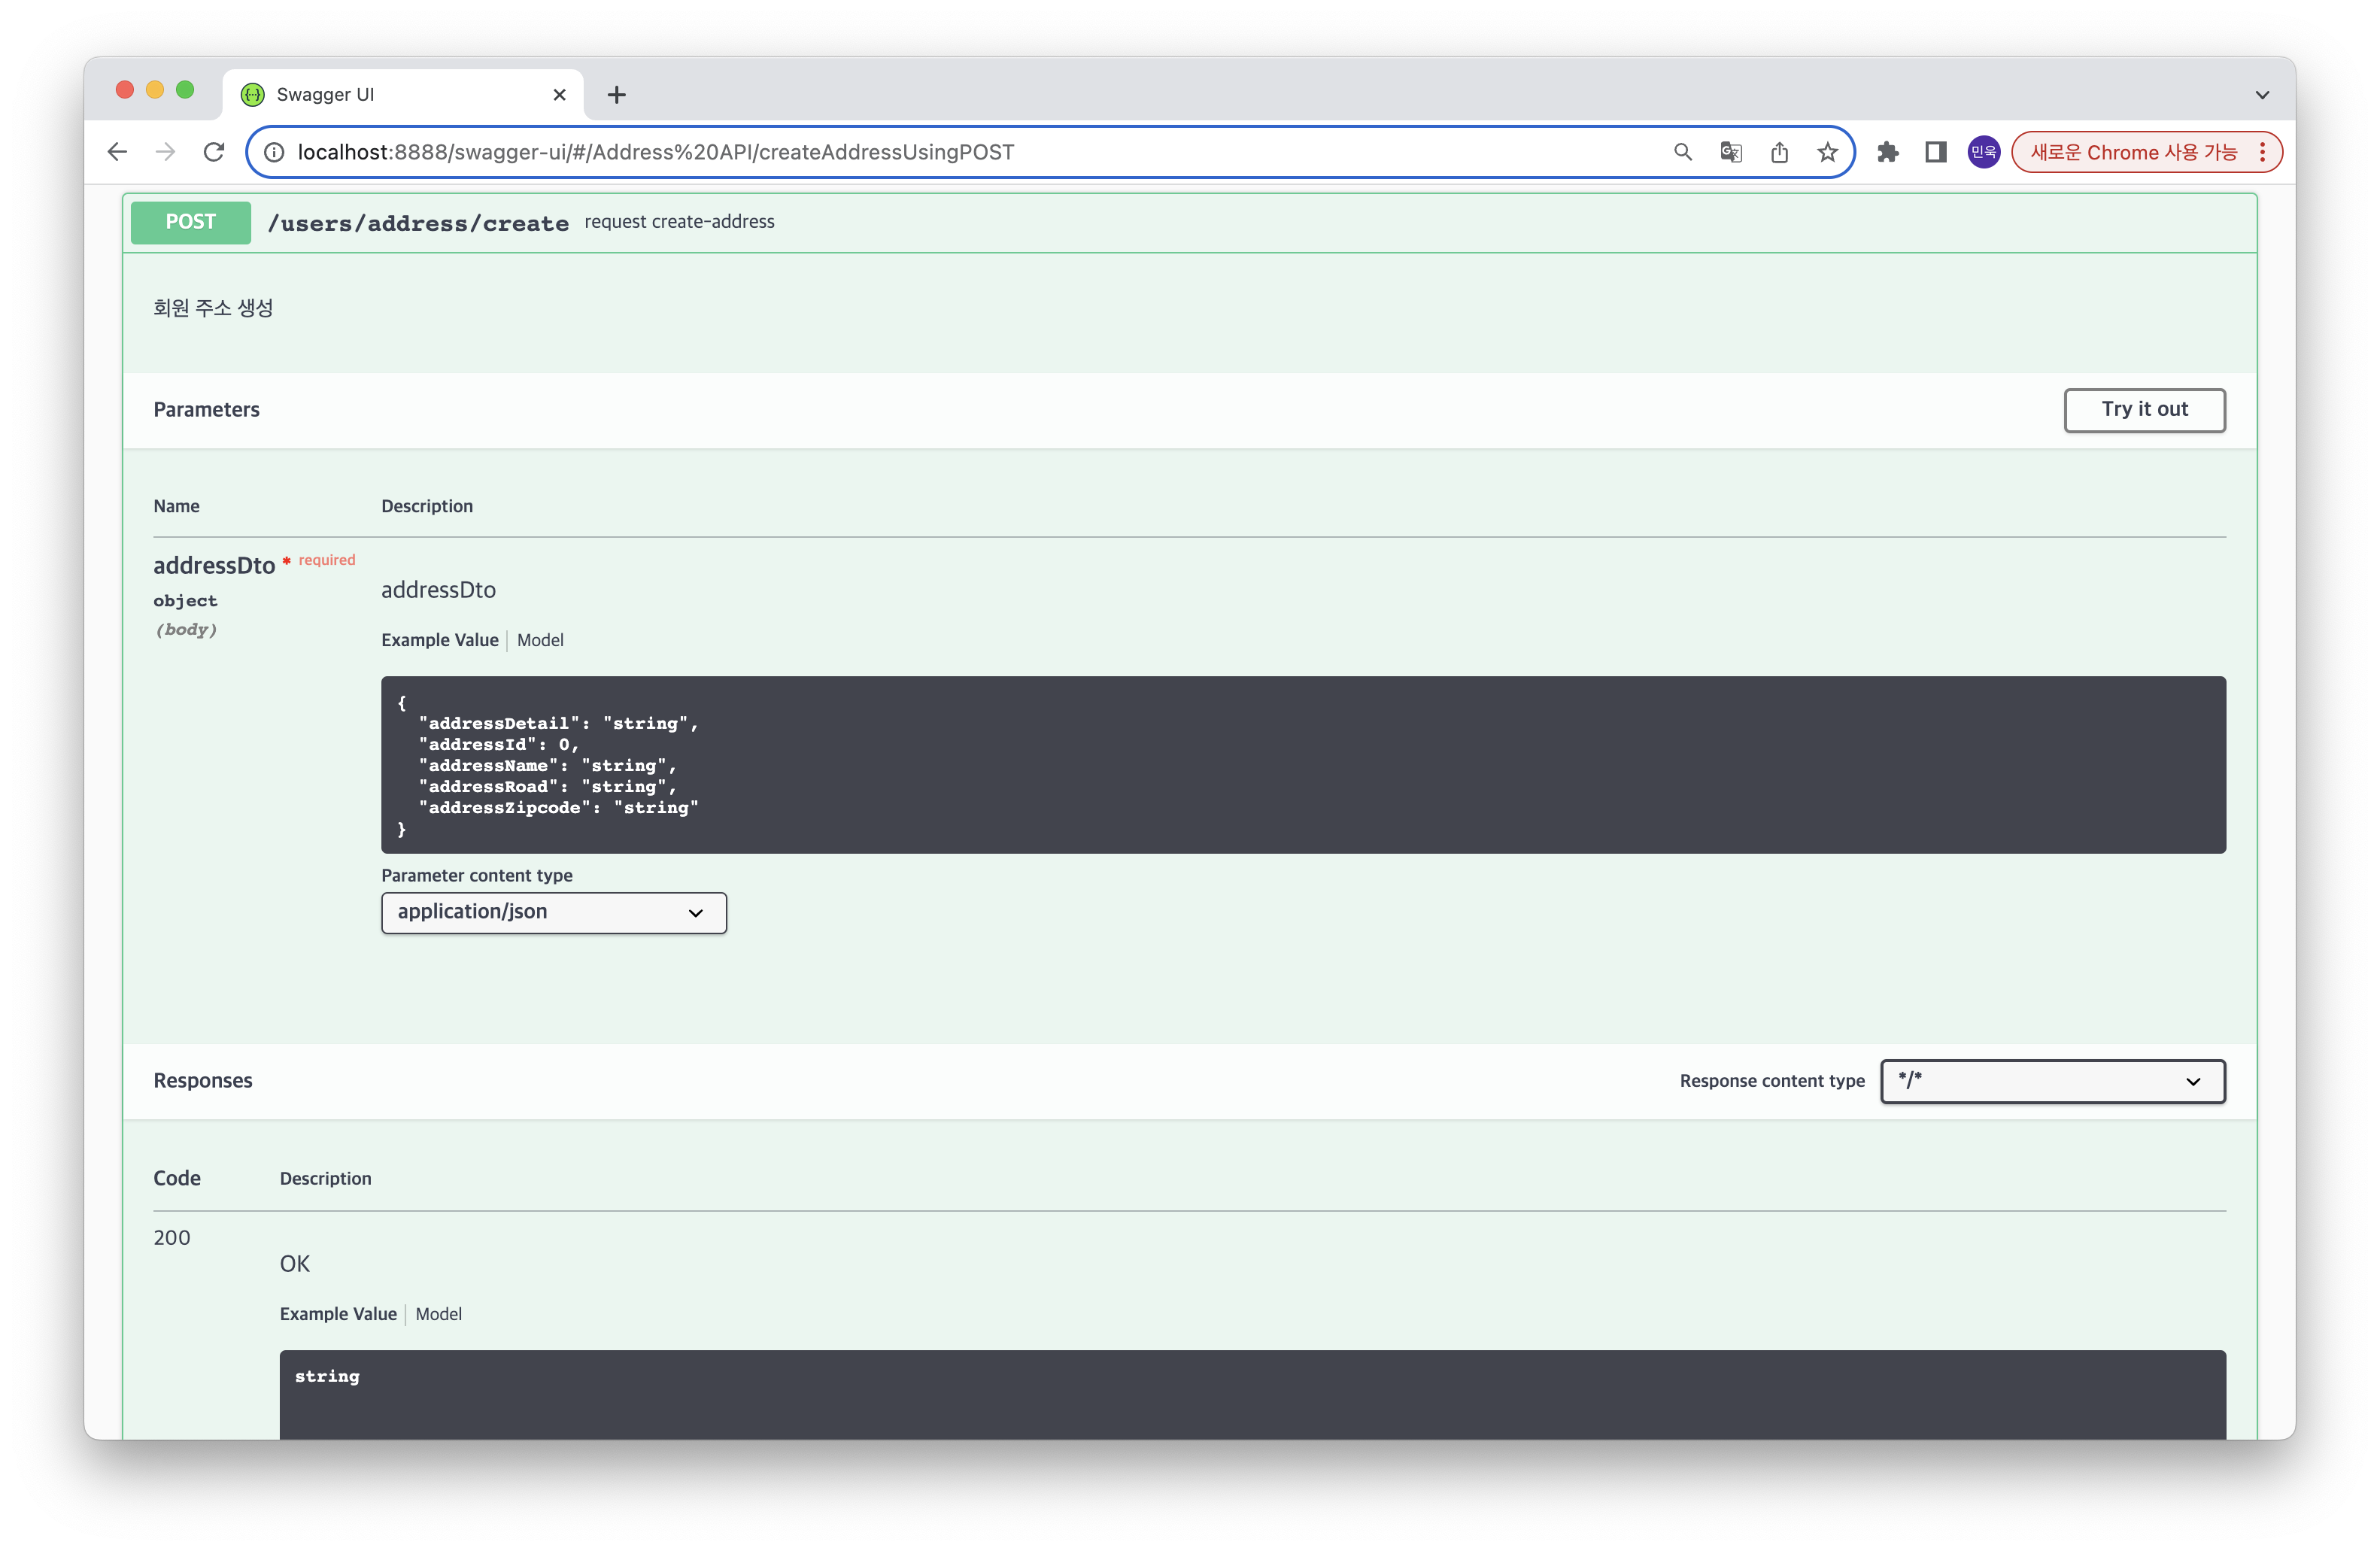 Swagger UI
localhost:8888/swagger-ui/#/Address%20API/createAddressUsingPOST
민욱
새로운 Chrome 사용 가능
POST /users/address/create request create-address
회원 주소 생성
Parameters
Try it out
Name Description
addressDto * required
object
(body)
addressDto
Example Value Model
{
"addressDetail": "string",
"addressId": 0,
"addressName": "string",
"addressRoad": "string",
"addressZipcode": "string"
}
Parameter content type
application/json
Responses
Response content type */*
Code Description
200
OK
Example Value Model
string